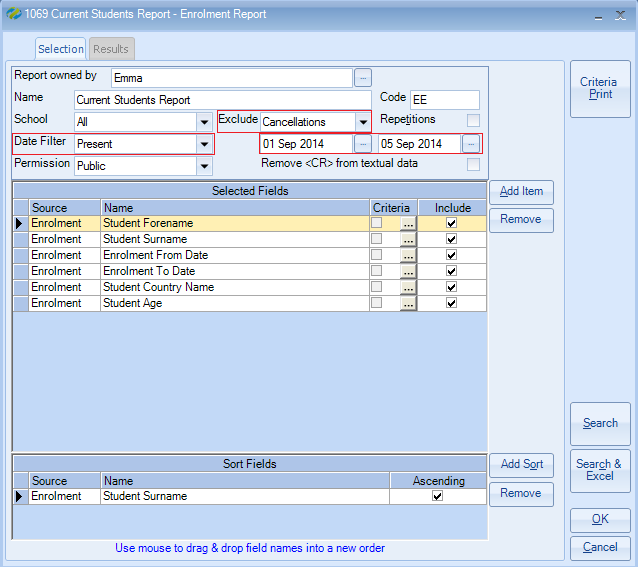 1069 Current Students Report - Enrolment Report
Selection Results
Report owned by Emma ...
Name Current Students Report Code EE
School All Exclude Cancellations Repetitions
Date Filter Present 01 Sep 2014 ... 05 Sep 2014 ...
Permission Public Remove <CR> from textual data
Selected Fields
Source Name Criteria Include
Enrolment Student Forename ...
Enrolment Student Surname ...
Enrolment Enrolment From Date ...
Enrolment Enrolment To Date ...
Enrolment Student Country Name ...
Enrolment Student Age ...
Add Item
Remove
Sort Fields
Source Name Ascending
Enrolment Student Surname
Add Sort
Remove
Use mouse to drag & drop field names into a new order
Criteria
Print
Search
Search &
Excel
OK
Cancel